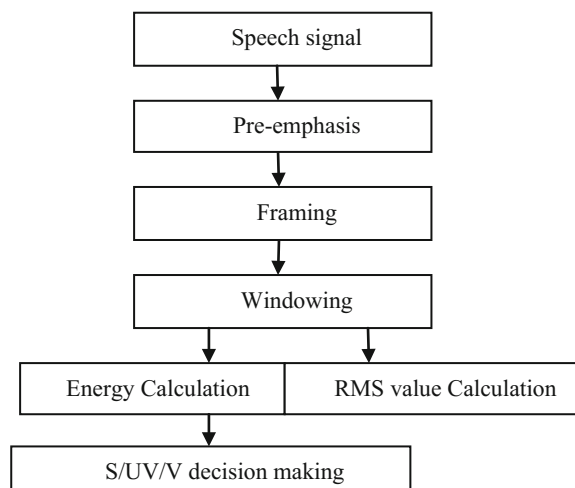 Speech signal
Pre-emphasis
Framing
Windowing
Energy Calculation
RMS value Calculation
S/UV/V decision making